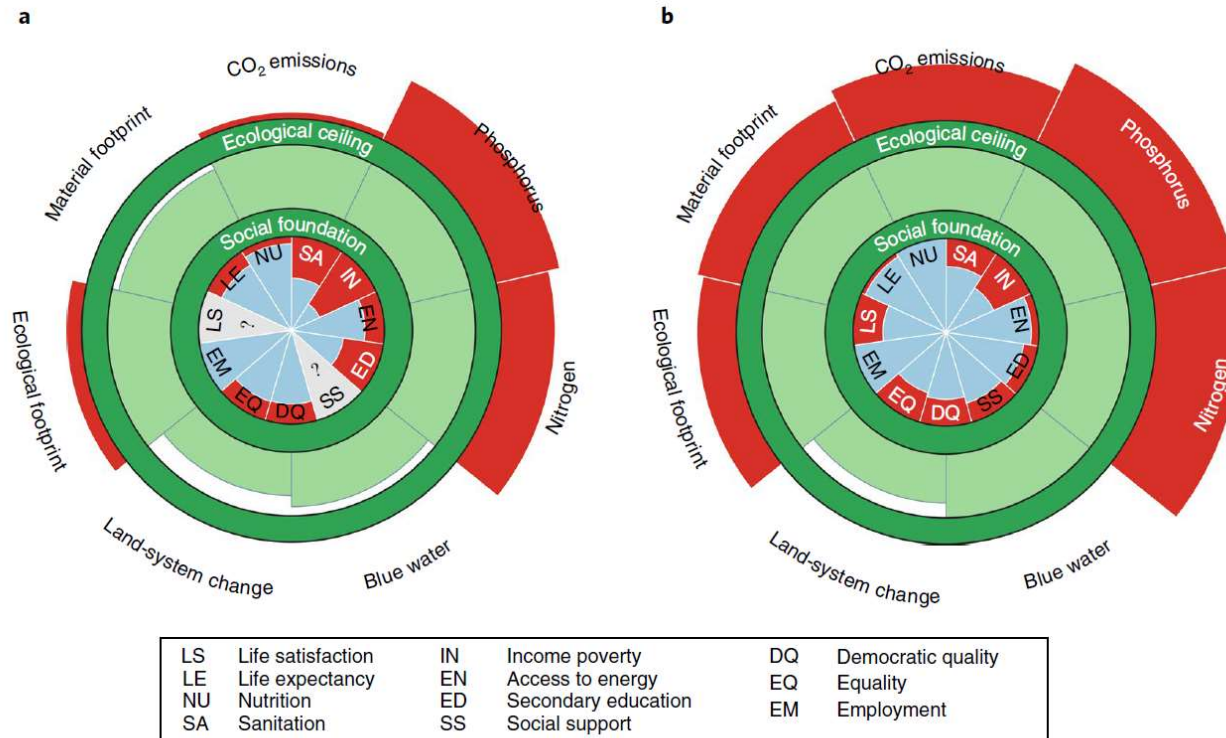 a
CO₂ emissions
Material footprint
Phosphorus
Ecological ceiling
Social foundation
NU
SA
LE
IN
LS
?
EN
EM
ED
?
EQ
DQ
SS
Ecological footprint
Nitrogen
Land-system change
Blue water
b
CO₂ emissions
Material footprint
Phosphorus
Ecological ceiling
Social foundation
NU
SA
LE
IN
LS
EN
EM
ED
EQ
DQ
SS
Ecological footprint
Nitrogen
Land-system change
Blue water
LS Life satisfaction
LE Life expectancy
NU Nutrition
SA Sanitation
IN Income poverty
EN Access to energy
ED Secondary education
SS Social support
DQ Democratic quality
EQ Equality
EM Employment